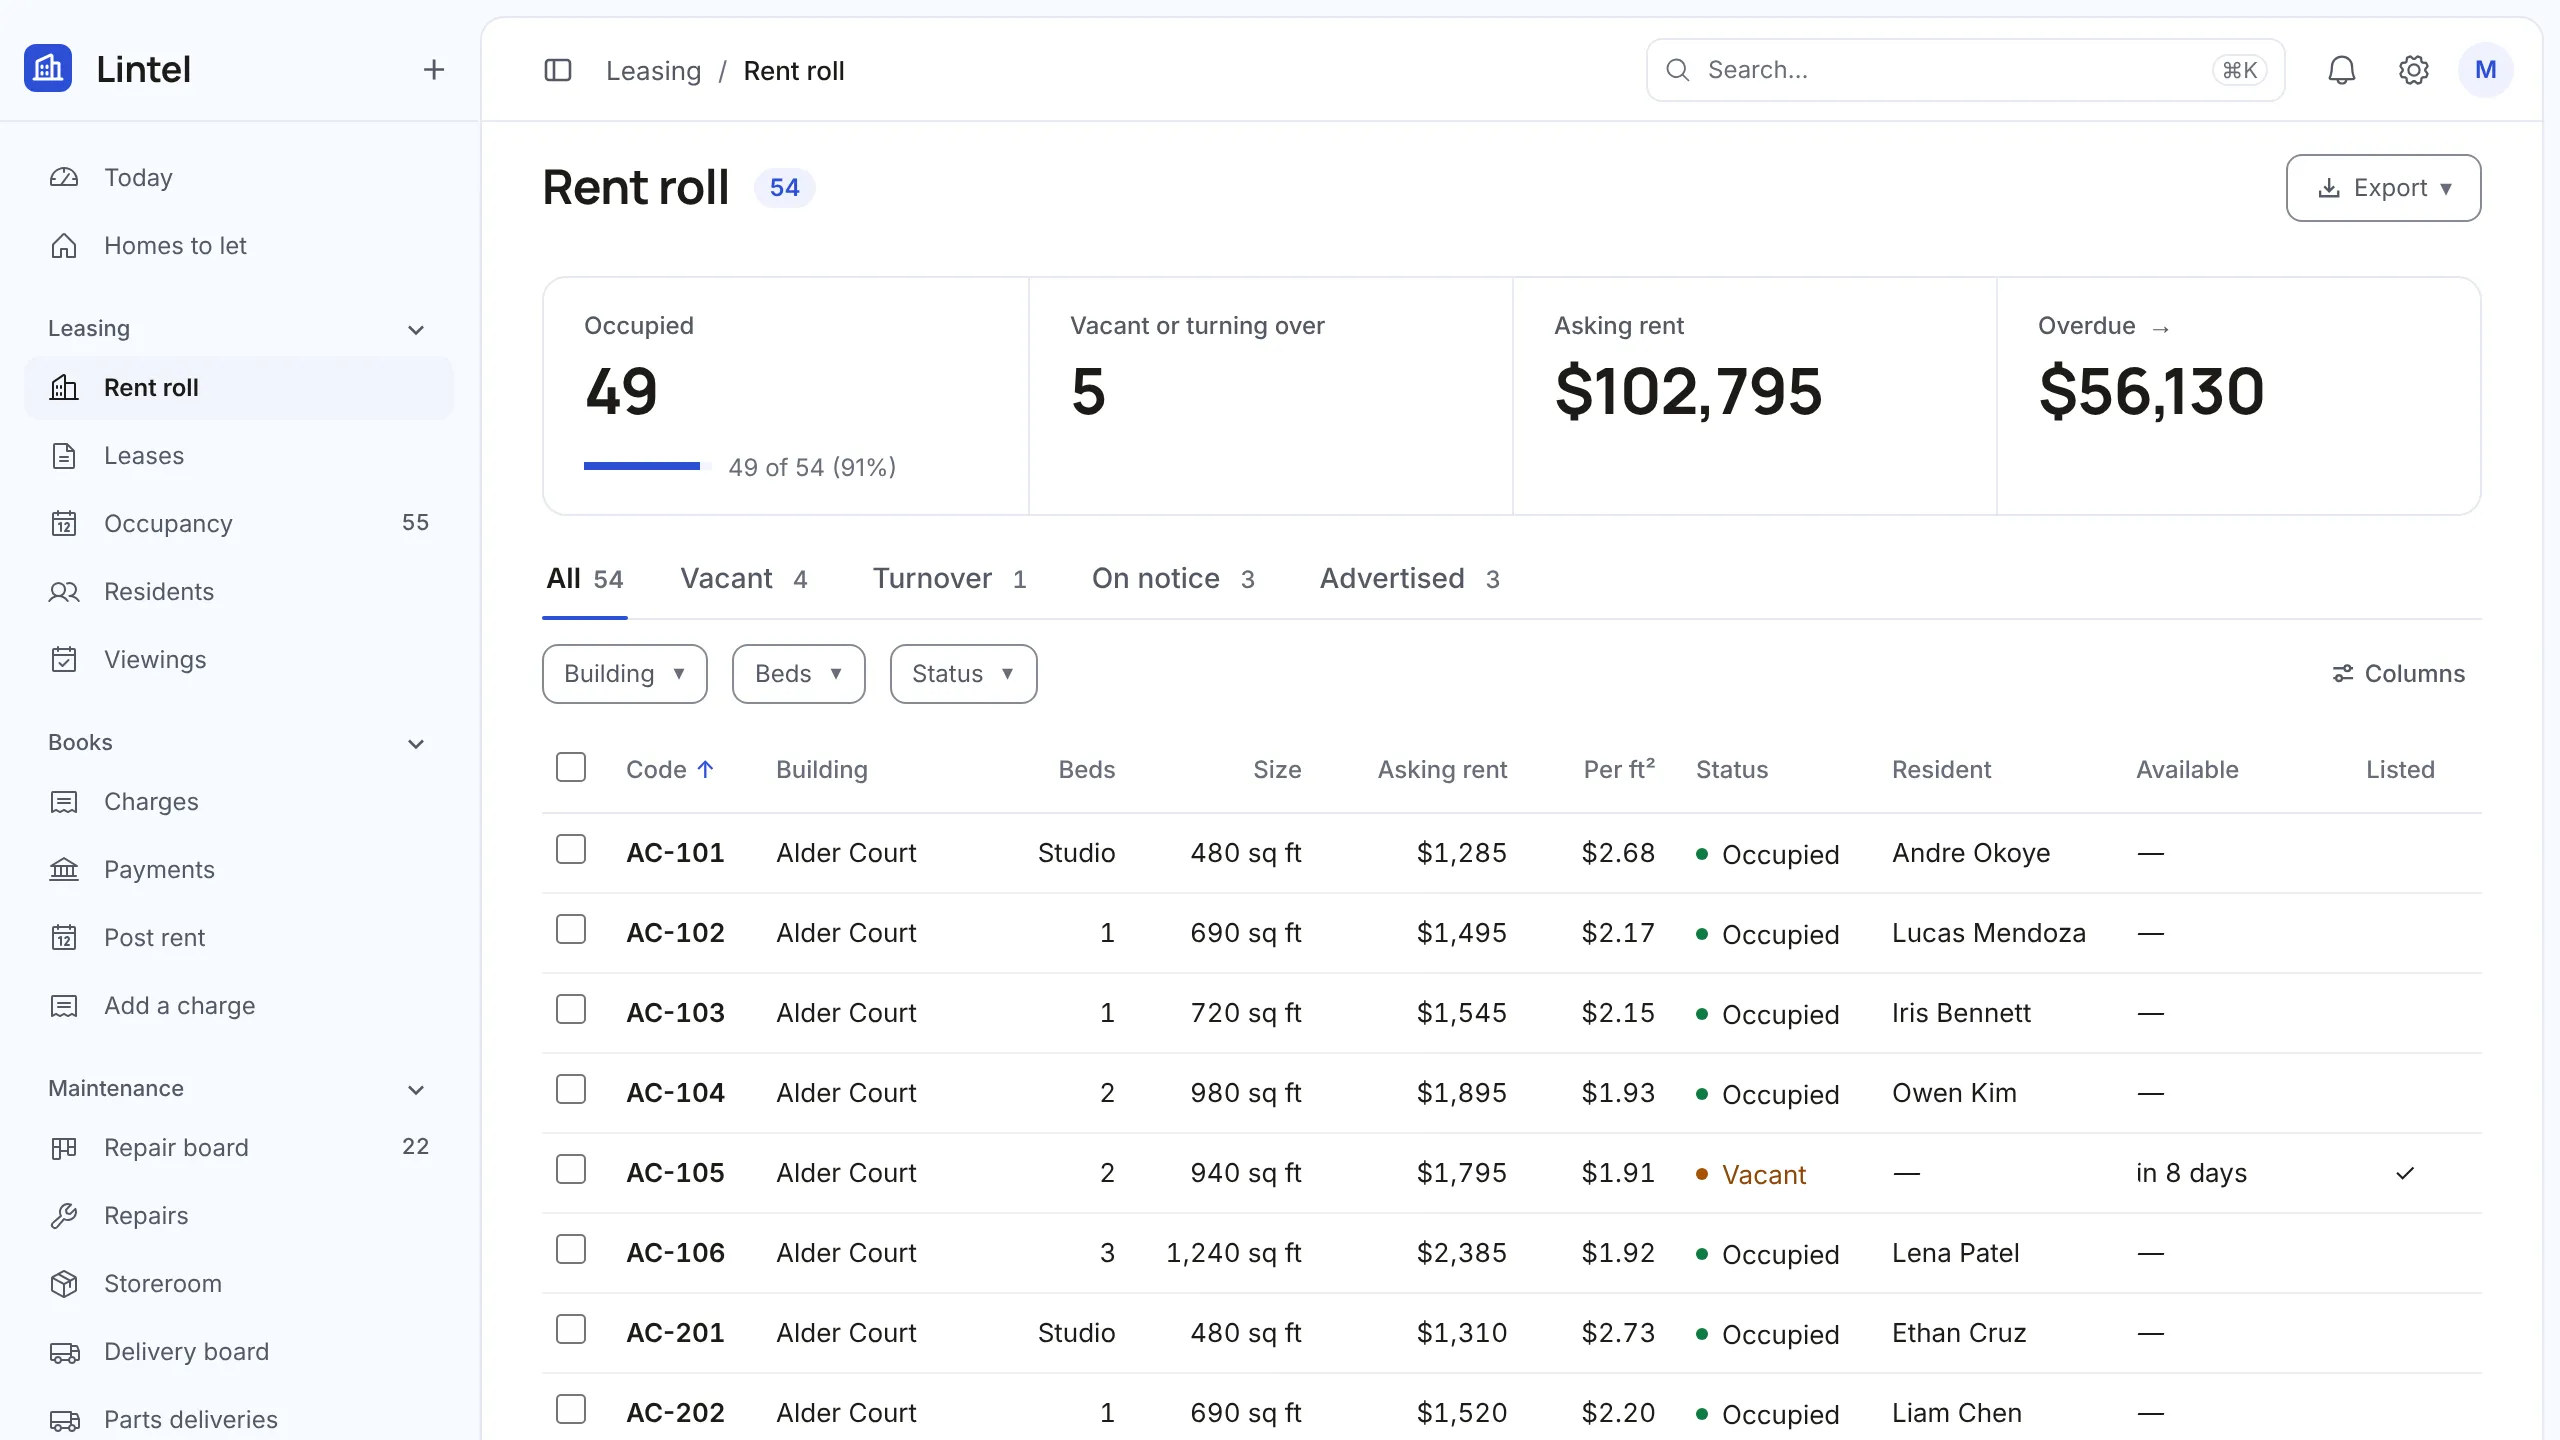 Lintel
Today
Homes to let
Leasing
Rent roll
Leases
Occupancy 55
Residents
Viewings
Books
Charges
Payments
Post rent
Add a charge
Maintenance
Repair board 22
Repairs
Storeroom
Delivery board
Parts deliveries
Leasing / Rent roll
Search... ⌘K
M
Rent roll 54
Export ▾
Occupied
49
49 of 54 (91%)
Vacant or turning over
5
Asking rent
$102,795
Overdue →
$56,130
All 54 Vacant 4 Turnover 1 On notice 3 Advertised 3
Building ▾ Beds ▾ Status ▾ Columns
Code ↑ Building Beds Size Asking rent Per ft² Status Resident Available Listed
AC-101 Alder Court Studio 480 sq ft $1,285 $2.68 Occupied Andre Okoye —
AC-102 Alder Court 1 690 sq ft $1,495 $2.17 Occupied Lucas Mendoza —
AC-103 Alder Court 1 720 sq ft $1,545 $2.15 Occupied Iris Bennett —
AC-104 Alder Court 2 980 sq ft $1,895 $1.93 Occupied Owen Kim —
AC-105 Alder Court 2 940 sq ft $1,795 $1.91 Vacant — in 8 days ✓
AC-106 Alder Court 3 1,240 sq ft $2,385 $1.92 Occupied Lena Patel —
AC-201 Alder Court Studio 480 sq ft $1,310 $2.73 Occupied Ethan Cruz —
AC-202 Alder Court 1 690 sq ft $1,520 $2.20 Occupied Liam Chen —